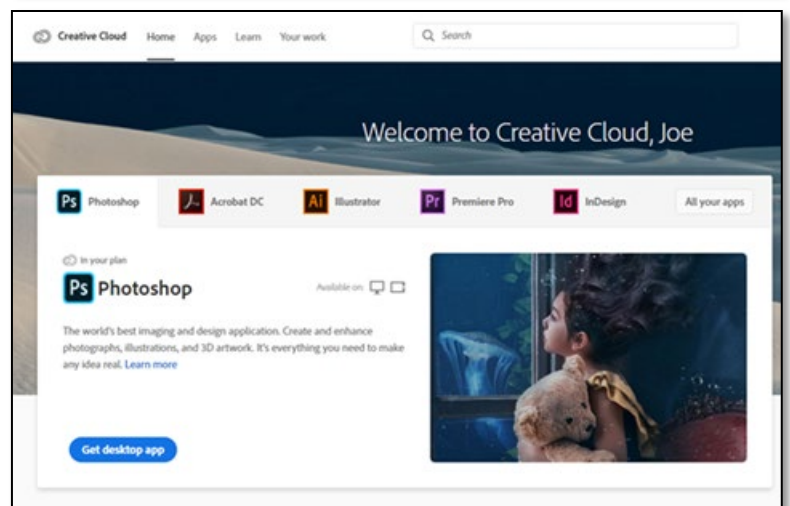 Creative Cloud Home Apps Learn Your work Search
Welcome to Creative Cloud, Joe
Ps Photoshop Acrobat DC Ai Illustrator Pr Premiere Pro Id InDesign All your apps
In your plan
Ps Photoshop Available on:
The world's best imaging and design application. Create and enhance
photographs, illustrations, and 3D artwork. It's everything you need to make
any idea real. Learn more
Get desktop app